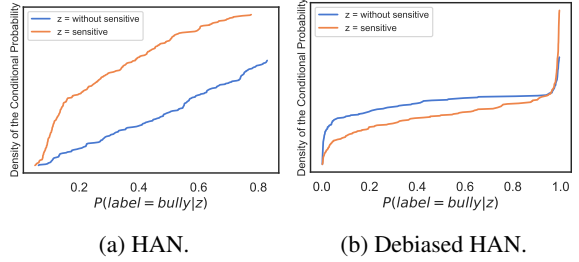 Density of the Conditional Probability
z = without sensitive
z = sensitive
0.2 0.4 0.6 0.8
P(label = bully|z)
(a) HAN.
Density of the Conditional Probability
z = without sensitive
z = sensitive
0.0 0.2 0.4 0.6 0.8 1.0
P(label = bully|z)
(b) Debiased HAN.